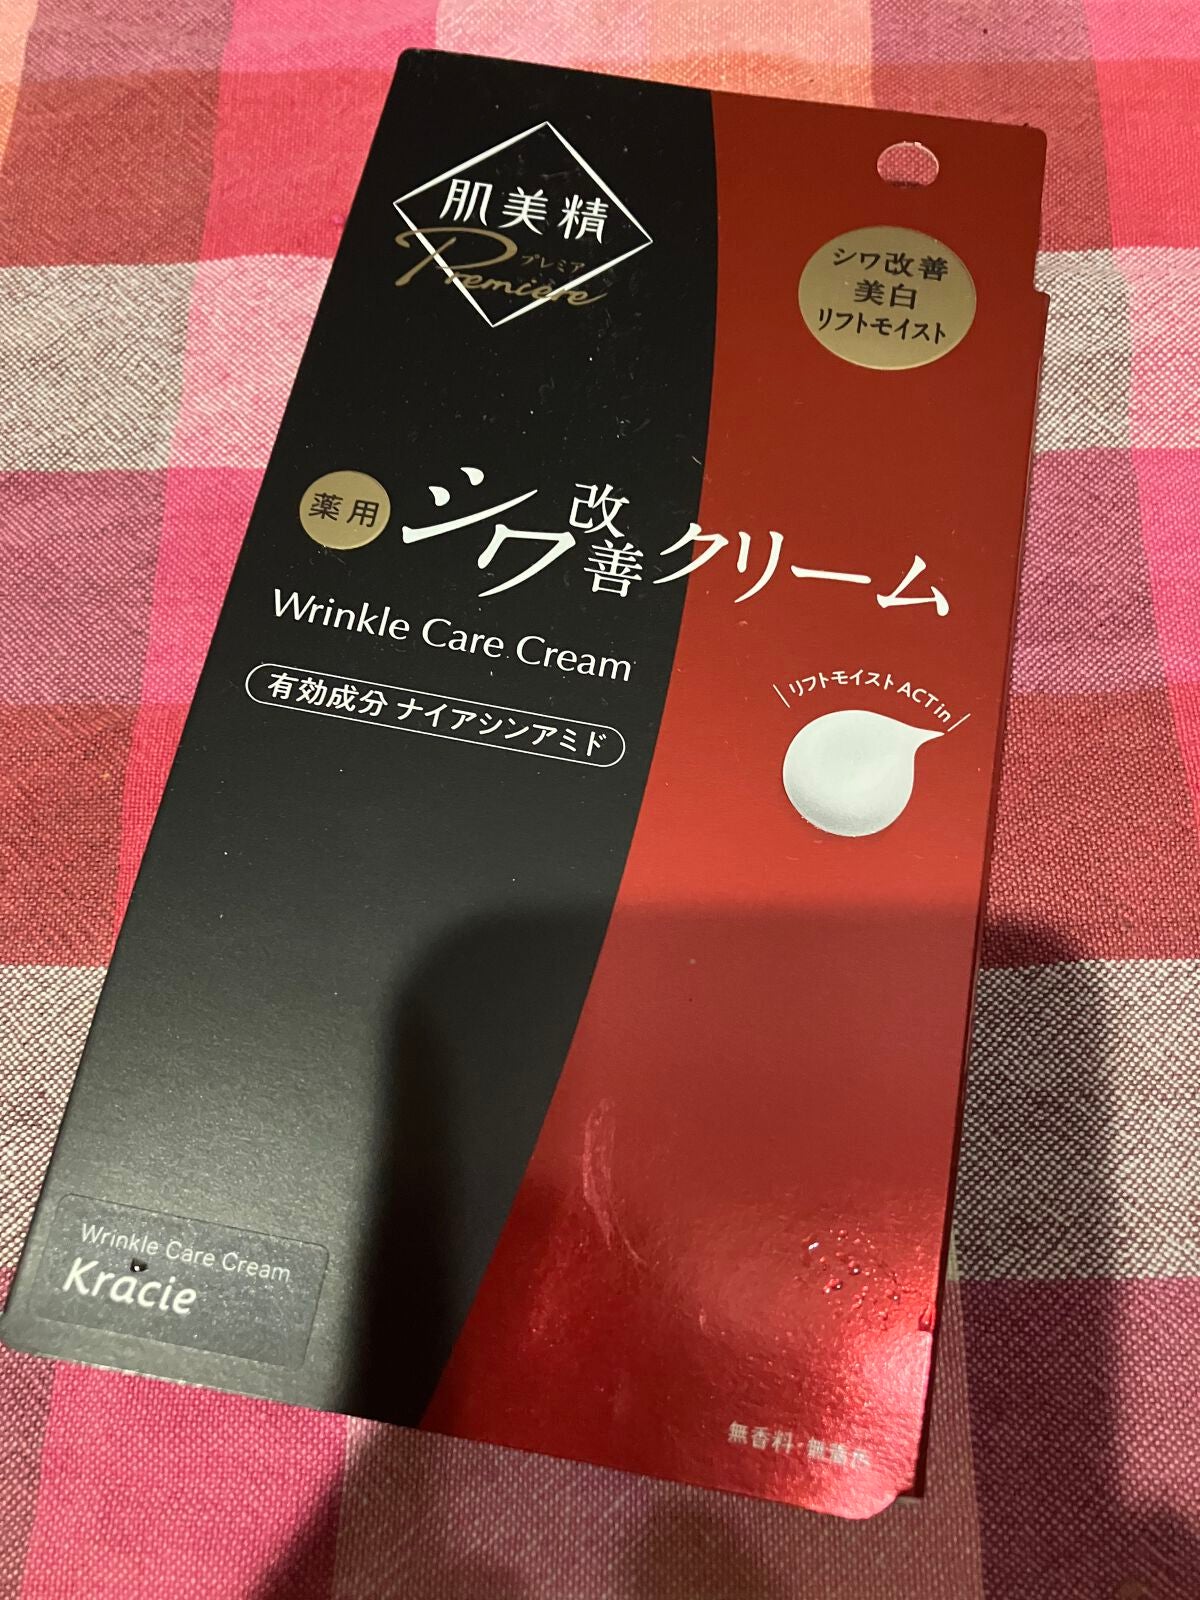 肌美精
プレミア
Premiere
シワ改善
美白
リフトモイスト
薬用
シワ改善クリーム
Wrinkle Care Cream
有効成分 ナイアシンアミド
リフトモイストACTin
Wrinkle Care Cream
Kracie
無香料・無着色